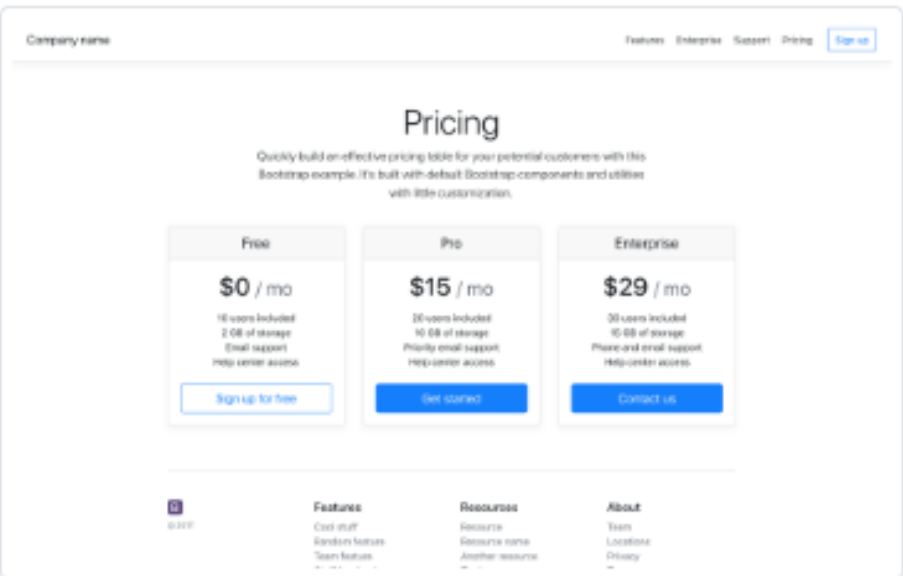 Company name
Features Enterprise Support Pricing Sign up
Pricing
Quickly build an effective pricing table for your potential customers with this
Bootstrap example. It's built with default Bootstrap components and utilities
with little customization.
Free
$0 / mo
10 users included
2 GB of storage
Email support
Help center access
Sign up for free
Pro
$15 / mo
20 users included
10 GB of storage
Priority email support
Help center access
Get started
Enterprise
$29 / mo
30 users included
15 GB of storage
Phone and email support
Help center access
Contact us
© 2017
Features
Cool stuff
Random feature
Team feature
Resources
Resource
Resource name
Another resource
About
Team
Locations
Privacy